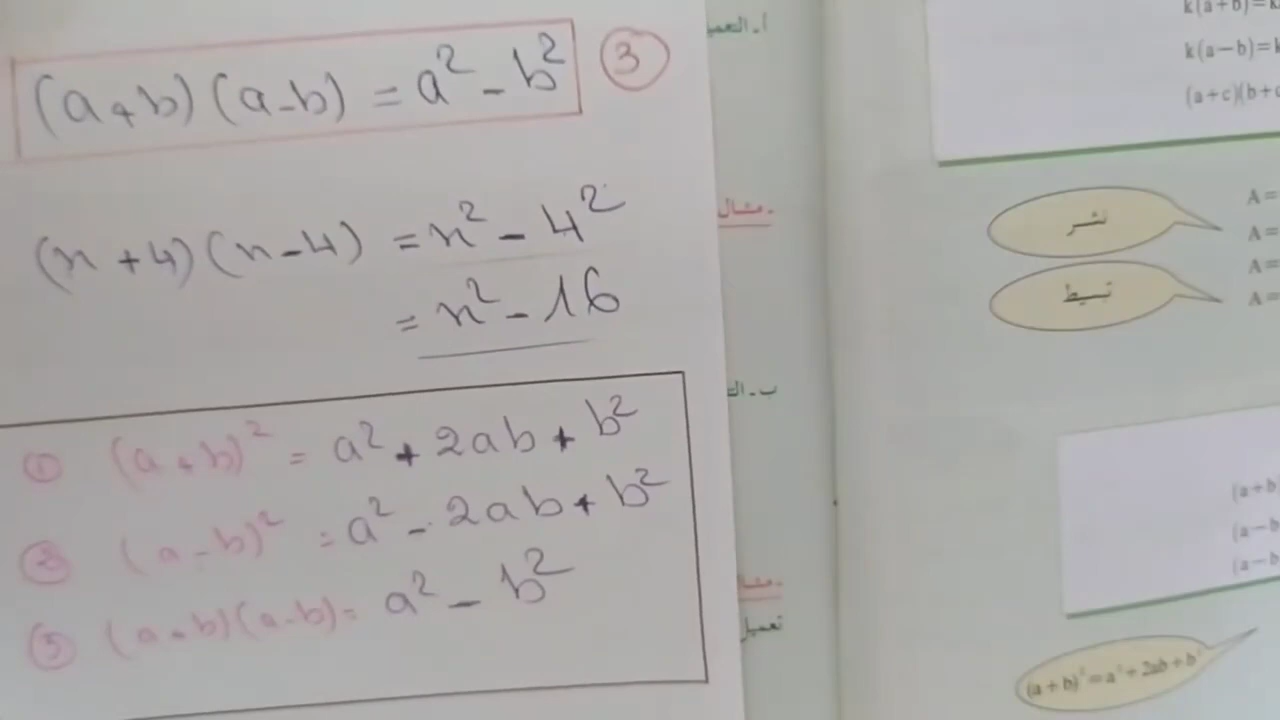 (a+b)(a-b) = a² - b² ③
(x+4)(x-4) = x² - 4²
= x² - 16
① (a+b)² = a² + 2ab + b²
② (a-b)² = a² - 2ab + b²
③ (a+b)(a-b) = a² - b²
مثال
k(a+b)=k
k(a−b)=k
(a+c)(b+c
نشر
تبسيط
A=
A=
A=
A=
(a+b)
(a−b
(a−b
(a+b)²=a²+2ab+b²